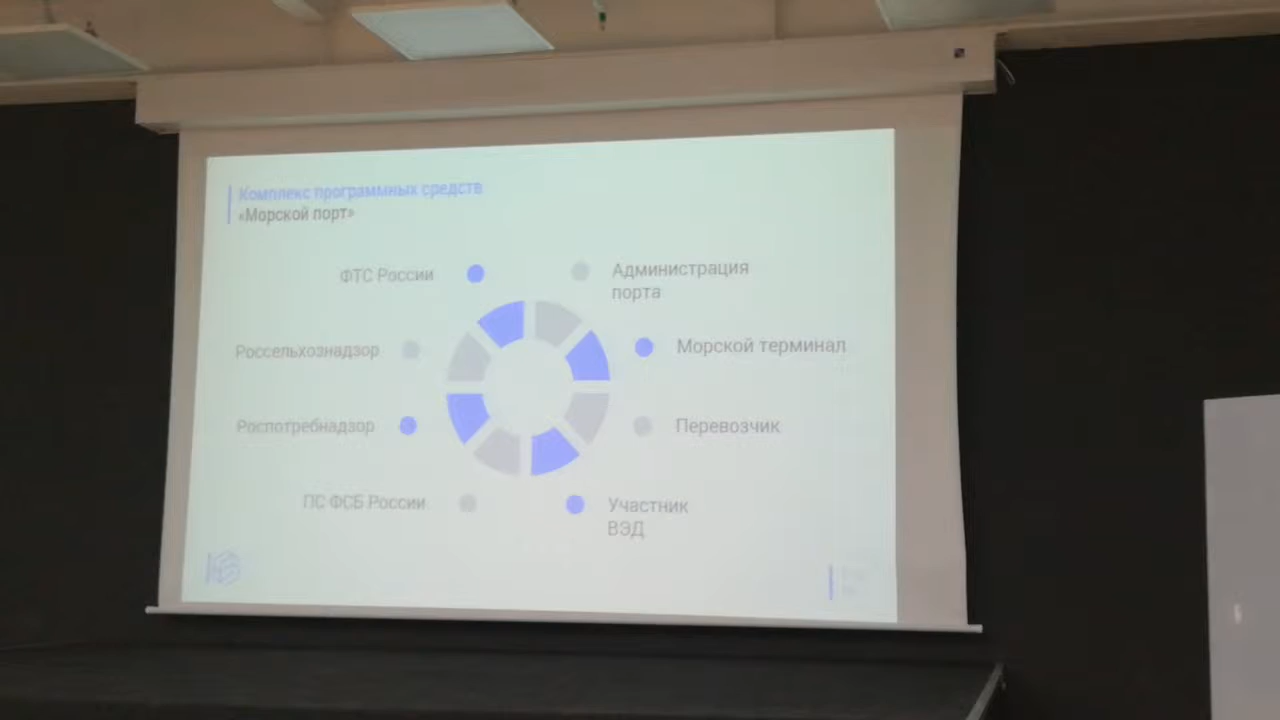 Комплекс программных средств
«Морской порт»
ФТС России
Администрация
порта
Россельхознадзор
Морской терминал
Роспотребнадзор
Перевозчик
ПС ФСБ России
Участник
ВЭД